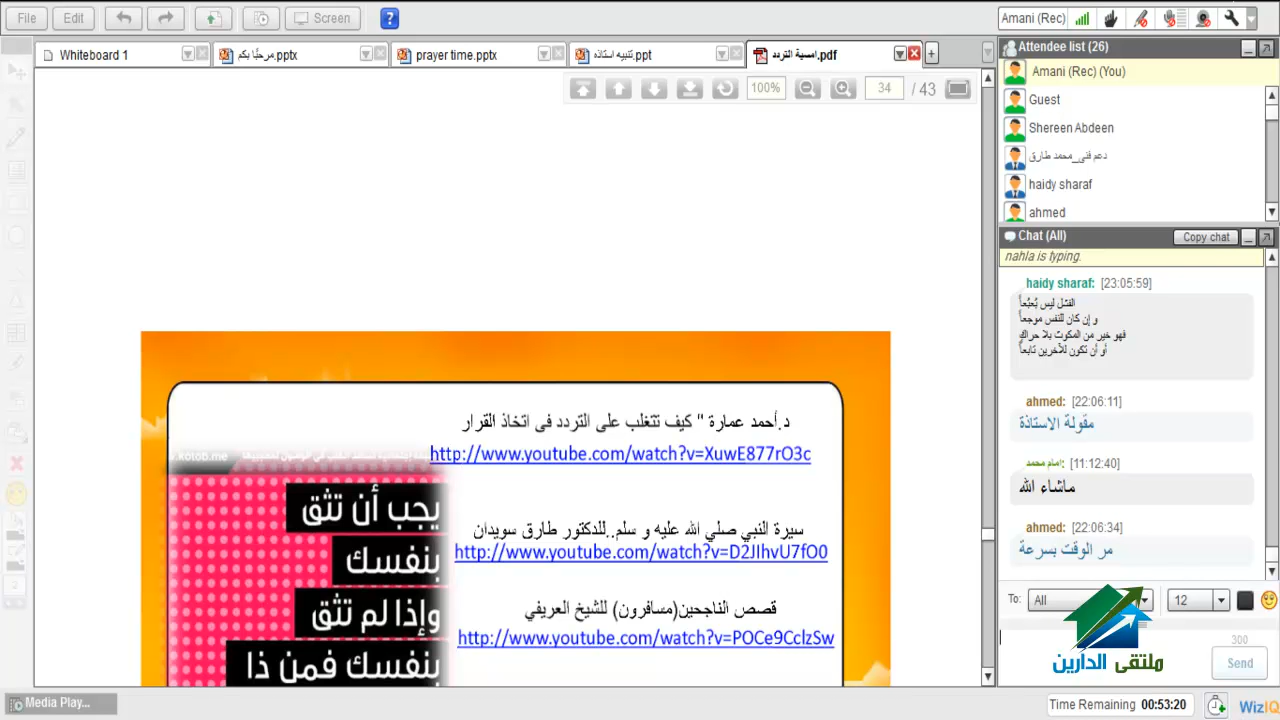 File
Edit
Screen
?
Amani (Rec)
Whiteboard 1
مرحبًا بكم.pptx
prayer time.pptx
تنبيه استاذه.ppt
امسية التردد.pdf
100%
34 / 43
د.أحمد عمارة " كيف تتغلب على التردد فى اتخاذ القرار
http://www.youtube.com/watch?v=XuwE877rO3c
.kotob.me
سيرة النبي صلي الله عليه و سلم..للدكتور طارق سويدان
http://www.youtube.com/watch?v=D2JIhvU7fO0
قصص الناجحين(مسافرون) للشيخ العريفي
http://www.youtube.com/watch?v=POCe9CclzSw
يجب أن تثق
بنفسك
وإذا لم تثق
بنفسك فمن ذا
Attendee list (26)
Amani (Rec) (You)
Guest
Shereen Abdeen
دعم فنى_محمد طارق
haidy sharaf
ahmed
Chat (All)
Copy chat
nahla is typing.
haidy sharaf: [23:05:59]
و إن كان للنفس موجعاً
فهو خير من المكوث بلا حراكٍ
أو أن تكون للآخرين تابعاً
ahmed: [22:06:11]
مقولة الاستاذة
امام محمد: [11:12:40]
ماشاء الله
ahmed: [22:06:34]
مر الوقت بسرعة
To:
All
12
ملتقى الدارين
300
Send
Media Play...
Time Remaining 00:53:20
WizIQ